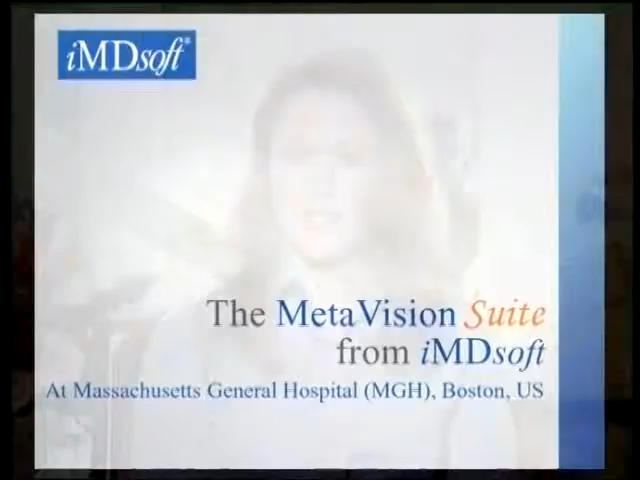 iMDsoft®
The MetaVision Suite
from iMDsoft
At Massachusetts General Hospital (MGH), Boston, US